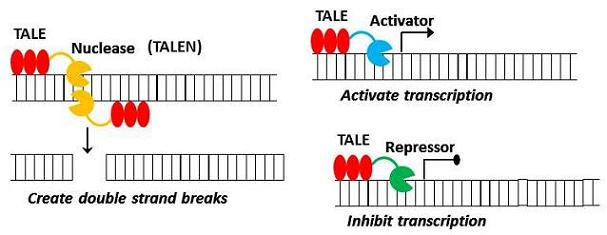 TALE
Nuclease (TALEN)
Create double strand breaks
TALE
Activator
Activate transcription
TALE
Repressor
Inhibit transcription